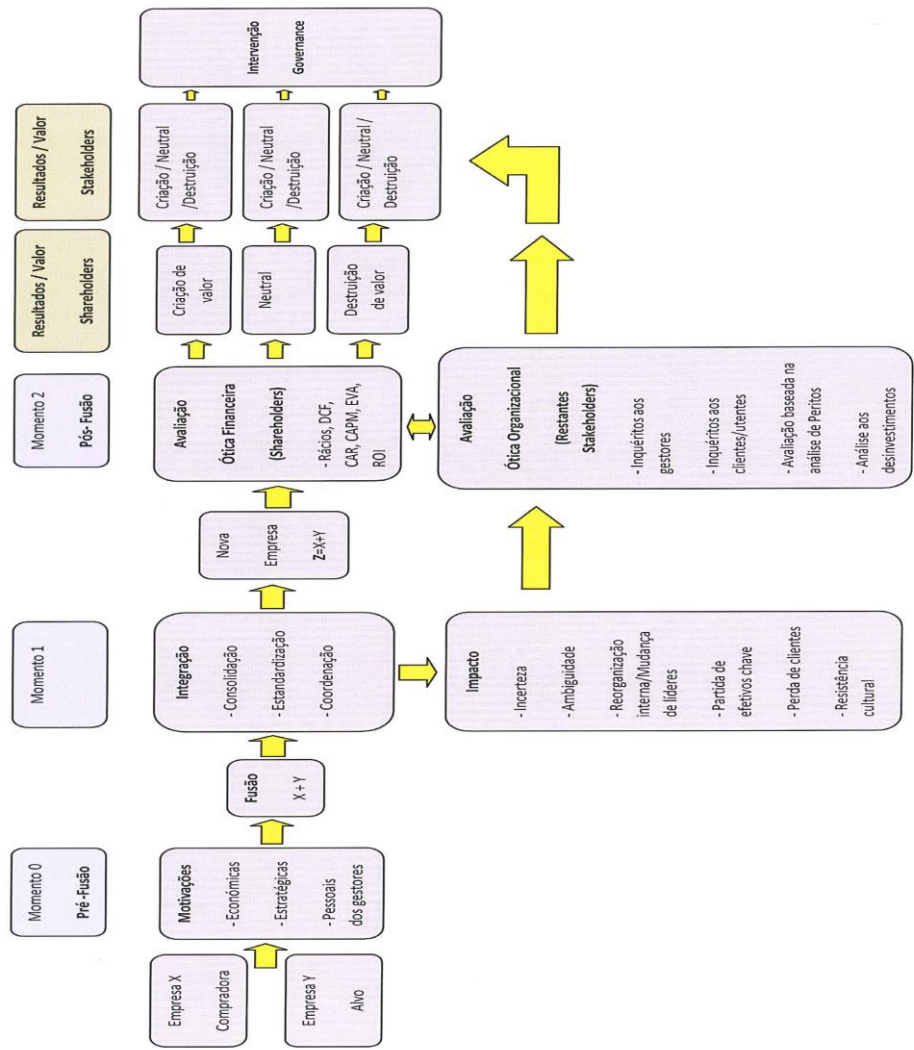 Momento 0
Pré -Fusão
Momento 1
Momento 2
Pós- Fusão
Resultados / Valor
Shareholders
Resultados / Valor
Stakeholders
Empresa X
Compradora
Empresa Y
Alvo
Motivações
- Económicas
- Estratégicas
- Pessoais
dos gestores
Fusão
X + Y
Integração
- Consolidação
- Estandardização
- Coordenação
Nova
Empresa
Z=X+Y
Avaliação
Ótica Financeira
(Shareholders)
- Rácios, DCF,
CAR, CAPM, EVA,
ROI
Criação de
valor
Neutral
Destruição
de valor
Criação / Neutral
/Destruição
Criação / Neutral
/Destruição
Criação / Neutral /
Destruição
Intervenção
Governance
Impacto
- Incerteza
- Ambiguidade
- Reorganização
interna/Mudança
de líderes
- Partida de
efetivos chave
- Perda de clientes
- Resistência
cultural
Avaliação
Ótica Organizacional
(Restantes
Stakeholders)
- Inquéritos aos
gestores
- Inquéritos aos
clientes/utentes
- Avaliação baseada na
análise de Peritos
- Análise aos
desinvestimentos